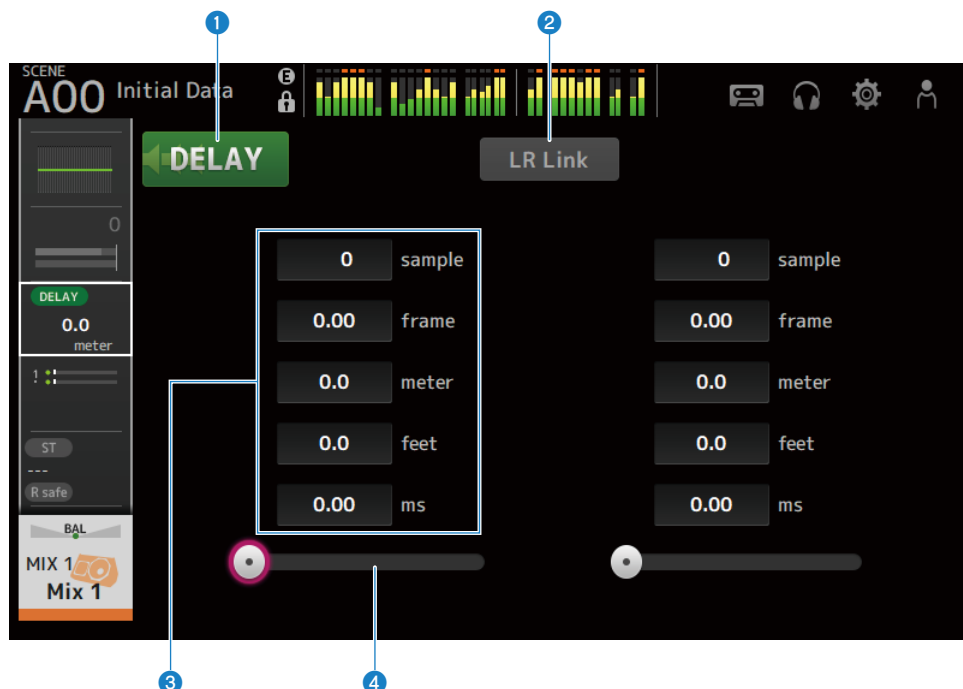 1
2
SCENE
A00 Initial Data
E
DELAY
LR Link
0
DELAY
0.0
meter
!
ST
---
R safe
BAL
MIX 1
Mix 1
0 sample
0.00 frame
0.0 meter
0.0 feet
0.00 ms
0 sample
0.00 frame
0.0 meter
0.0 feet
0.00 ms
3
4